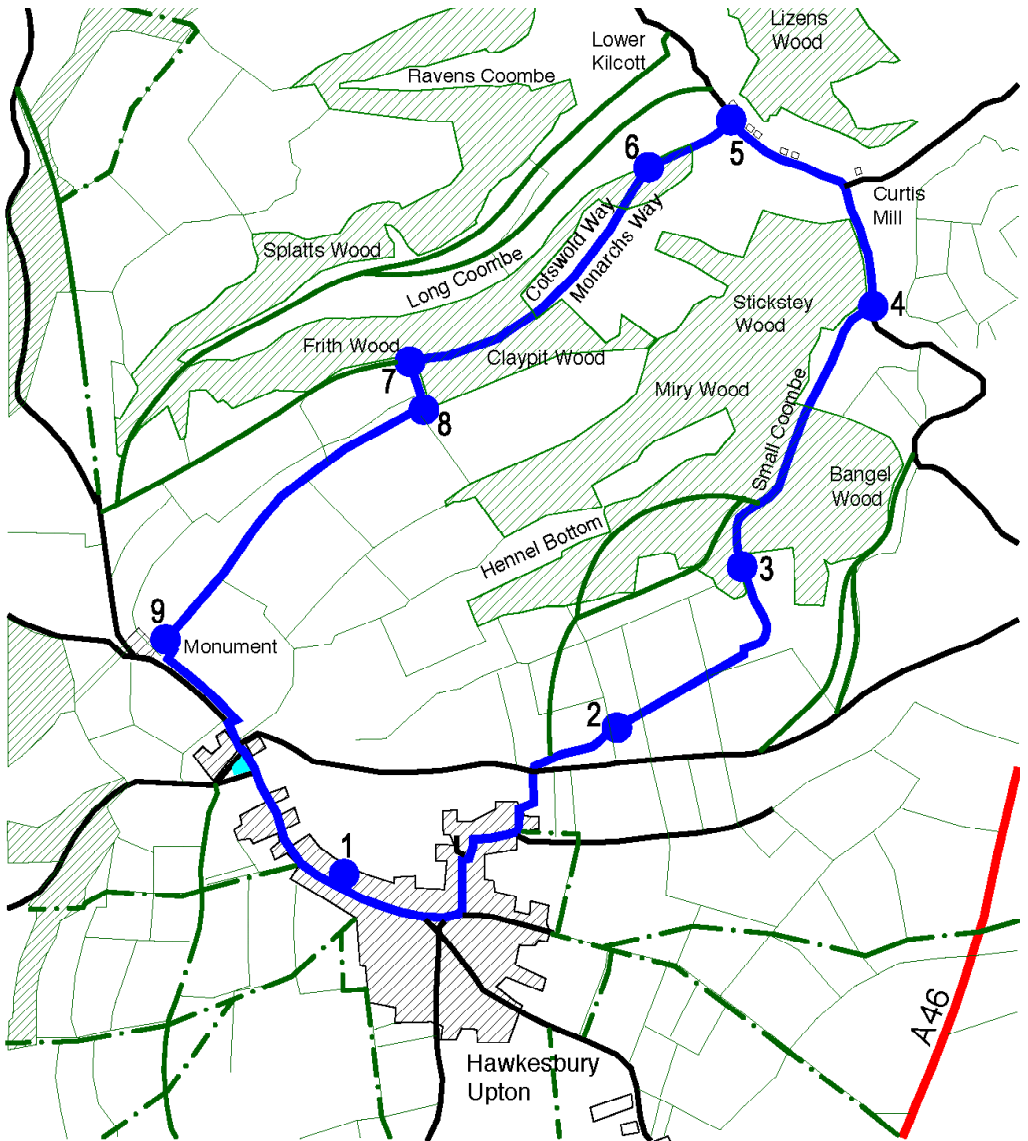 Lizens
Wood
Lower
Kilcott
Ravens Coombe
5
6
Curtis
Mill
Cotswold Way
Monarchs Way
Splatts Wood
Long Coombe
Stickstey
Wood
4
Frith Wood
Claypit Wood
7
8
Miry Wood
Small Coombe
Bangel
Wood
Hennel Bottom
3
9
Monument
2
1
A46
Hawkesbury
Upton